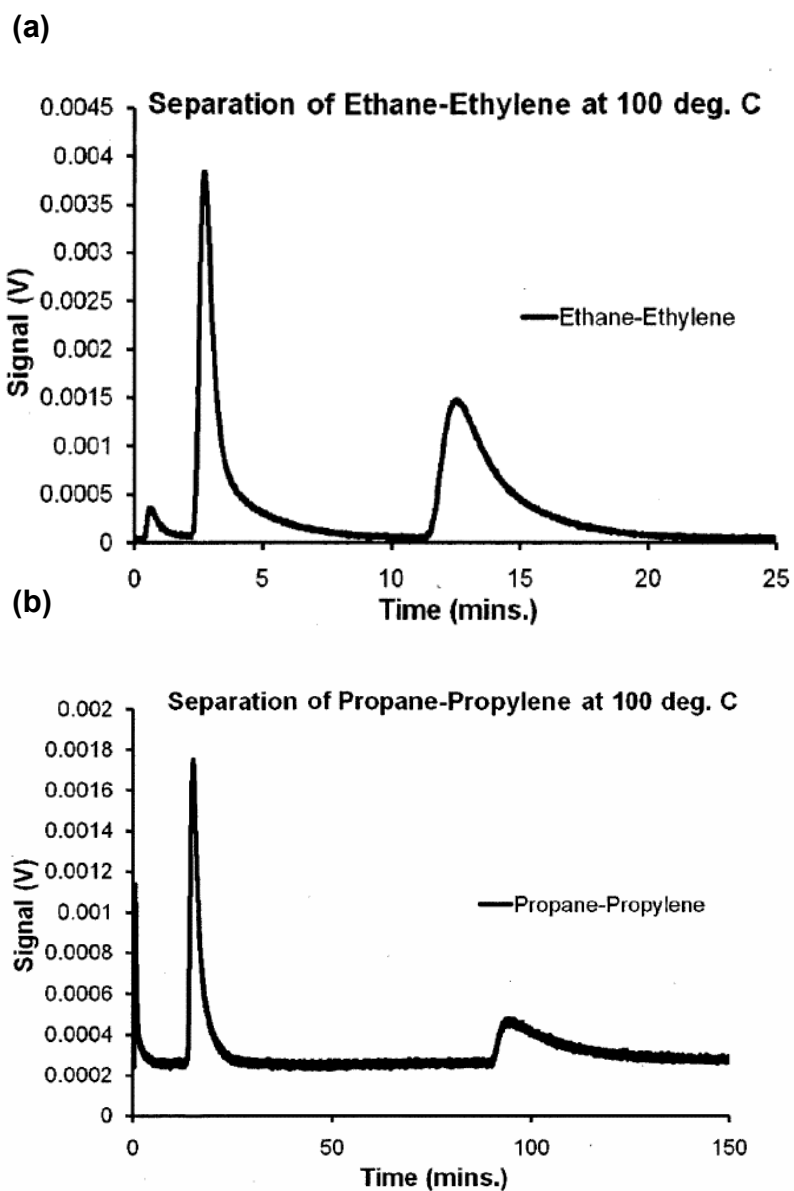 (a)
Separation of Ethane-Ethylene at 100 deg. C
0.0045
0.004
0.0035
0.003
0.0025
0.002
0.0015
0.001
0.0005
0
Signal (V)
Ethane-Ethylene
0 5 10 15 20 25
Time (mins.)
(b)
Separation of Propane-Propylene at 100 deg. C
0.002
0.0018
0.0016
0.0014
0.0012
0.001
0.0008
0.0006
0.0004
0.0002
0
Signal (V)
Propane-Propylene
0 50 100 150
Time (mins.)